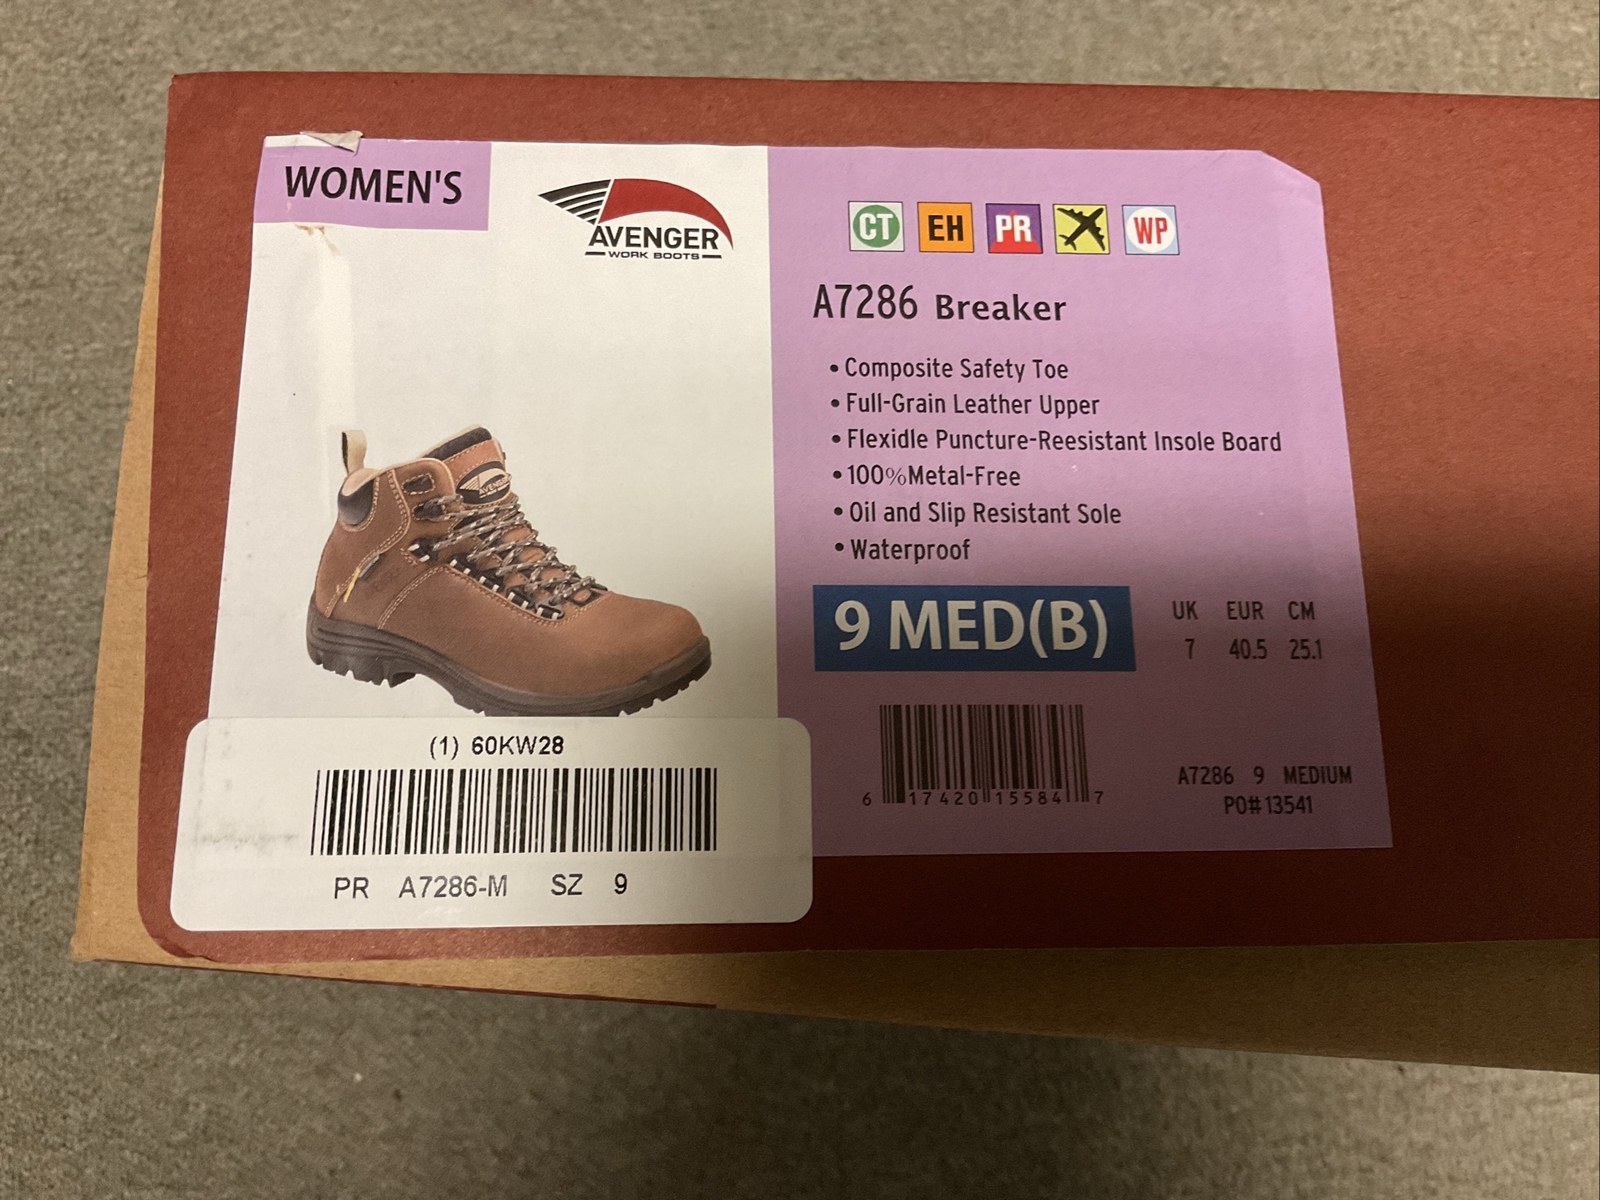 WOMEN'S
AVENGER
WORK BOOTS
CT EH PR WP
A7286 Breaker
• Composite Safety Toe
• Full-Grain Leather Upper
• Flexidle Puncture-Reesistant Insole Board
• 100%Metal-Free
• Oil and Slip Resistant Sole
• Waterproof
9 MED(B)
UK EUR CM
7 40.5 25.1
6 17420 15584 7
A7286 9 MEDIUM
PO# 13541
AVENGER
(1) 60KW28
PR A7286-M SZ 9